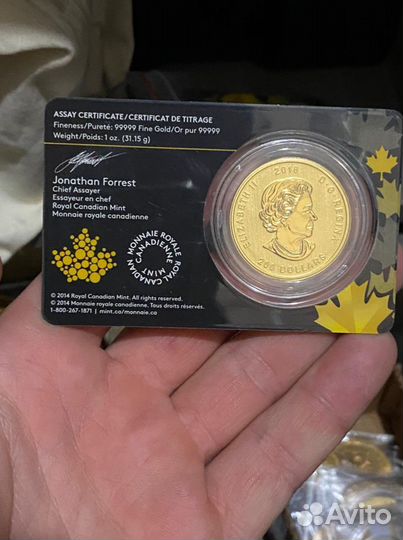 ASSAY CERTIFICATE/CERTIFICAT DE TITRAGE
Fineness/Pureté: 99999 Fine Gold/Or pur 99999
Weight/Poids: 1 oz. (31.15 g)
Jonathan Forrest
Chief Assayer
Essayeur en chef
Royal Canadian Mint
Monnaie royale canadienne
MONNAIE ROYALE CANADIENNE
ROYAL CANADIAN MINT
© 2014 Royal Canadian Mint. All rights reserved.
© 2014 Monnaie royale canadienne. Tous droits réservés.
1-800-267-1871 | mint.ca/monnaie.ca
ELIZABETH II 2018 D·G·REGINA
200 DOLLARS
Avito